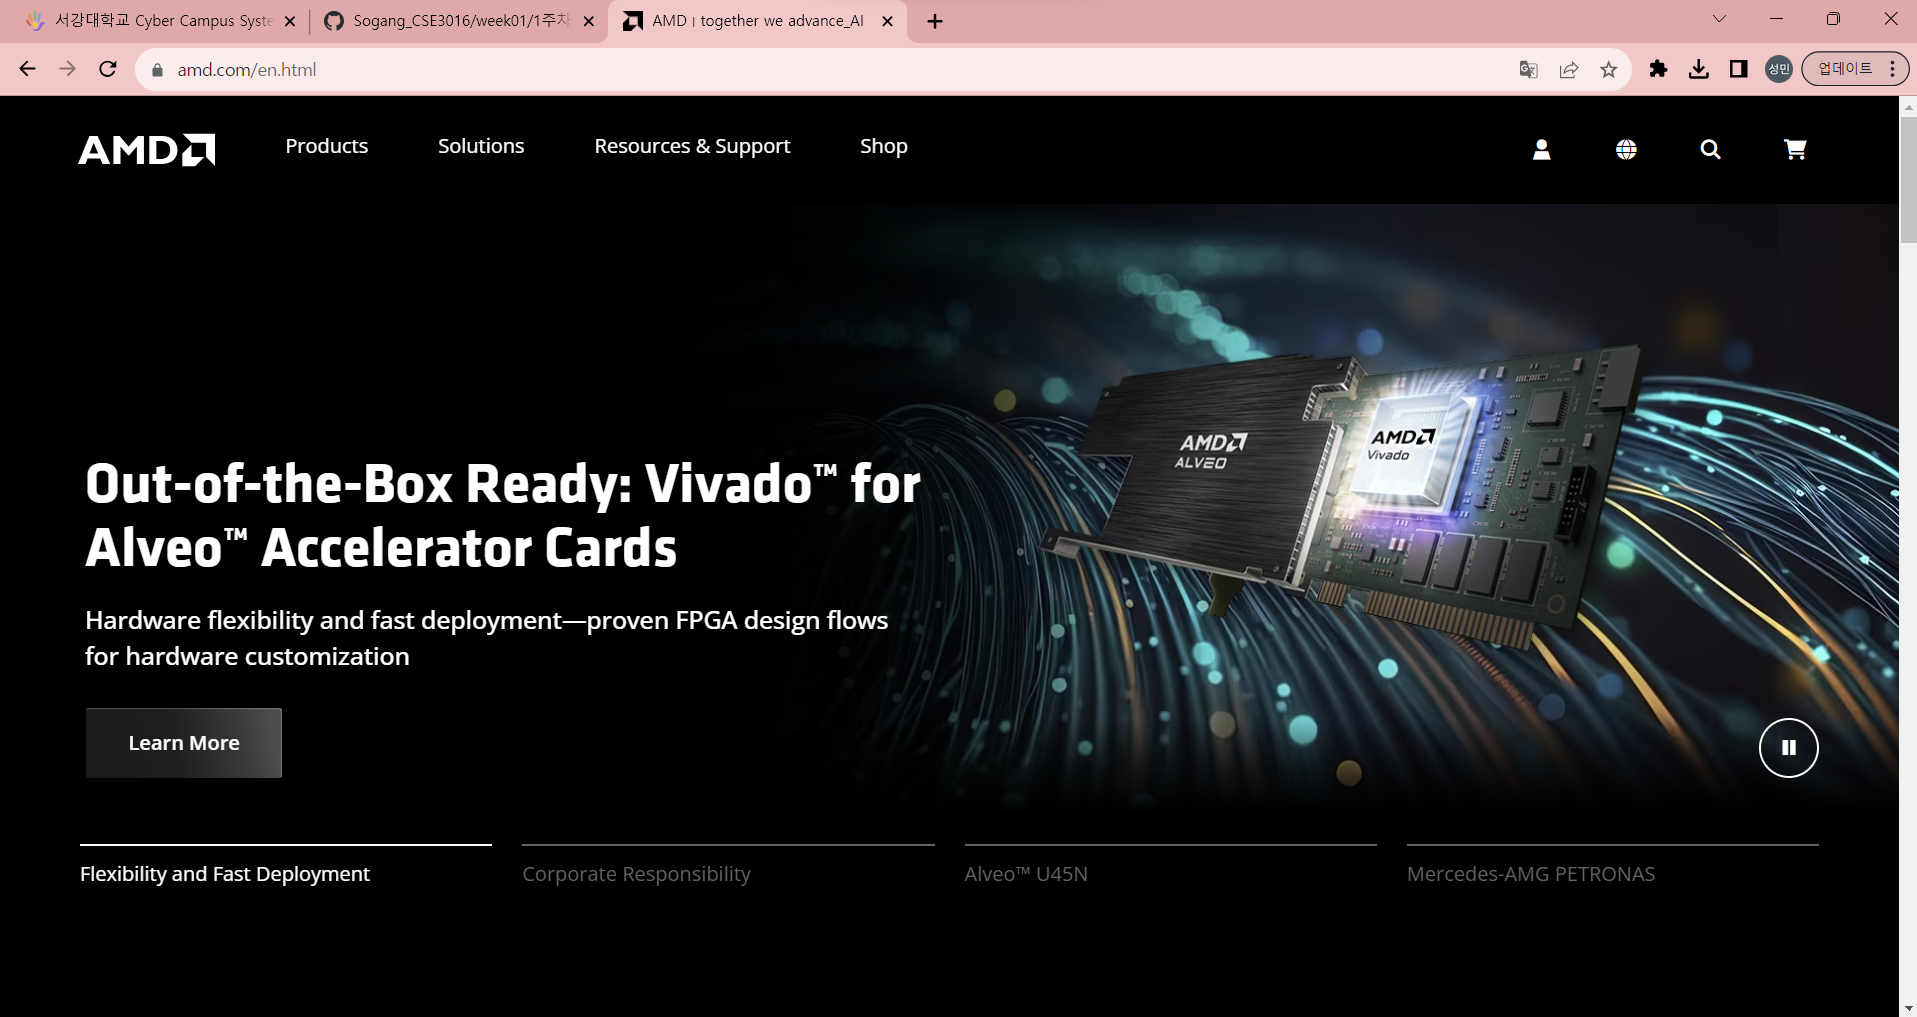 서강대학교 Cyber Campus Syste
Sogang_CSE3016/week01/1주차
AMD | together we advance_AI
amd.com/en.html
성민
업데이트
AMD
Products
Solutions
Resources & Support
Shop
AMD
ALVEO
AMD
Vivado
Out-of-the-Box Ready: Vivado™ for
Alveo™ Accelerator Cards
Hardware flexibility and fast deployment—proven FPGA design flows
for hardware customization
Learn More
Flexibility and Fast Deployment
Corporate Responsibility
Alveo™ U45N
Mercedes-AMG PETRONAS